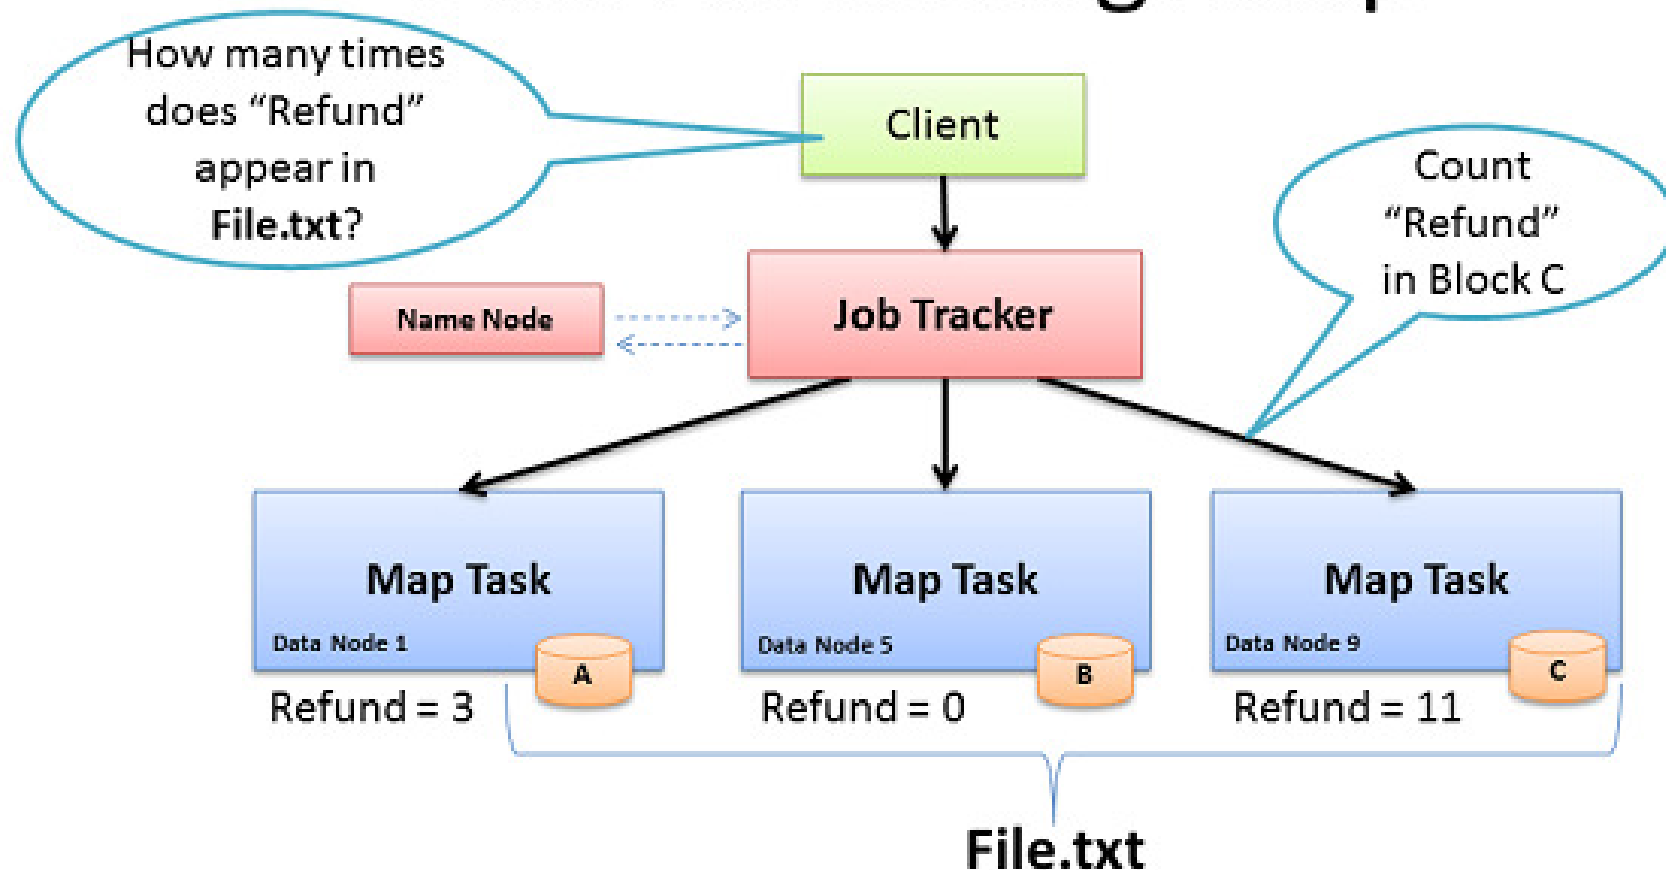 How many times
does “Refund”
appear in
File.txt?
Client
Count
“Refund”
in Block C
Name Node
Job Tracker
Map Task
Data Node 1
A
Refund = 3
Map Task
Data Node 5
B
Refund = 0
Map Task
Data Node 9
C
Refund = 11
File.txt